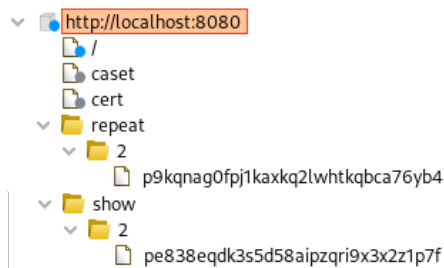 http://localhost:8080
/
caset
cert
repeat
2
p9kqnag0fpj1kaxkq2lwhtkqbca76yb4
show
2
pe838eqdk3s5d58aipzqri9x3x2z1p7f